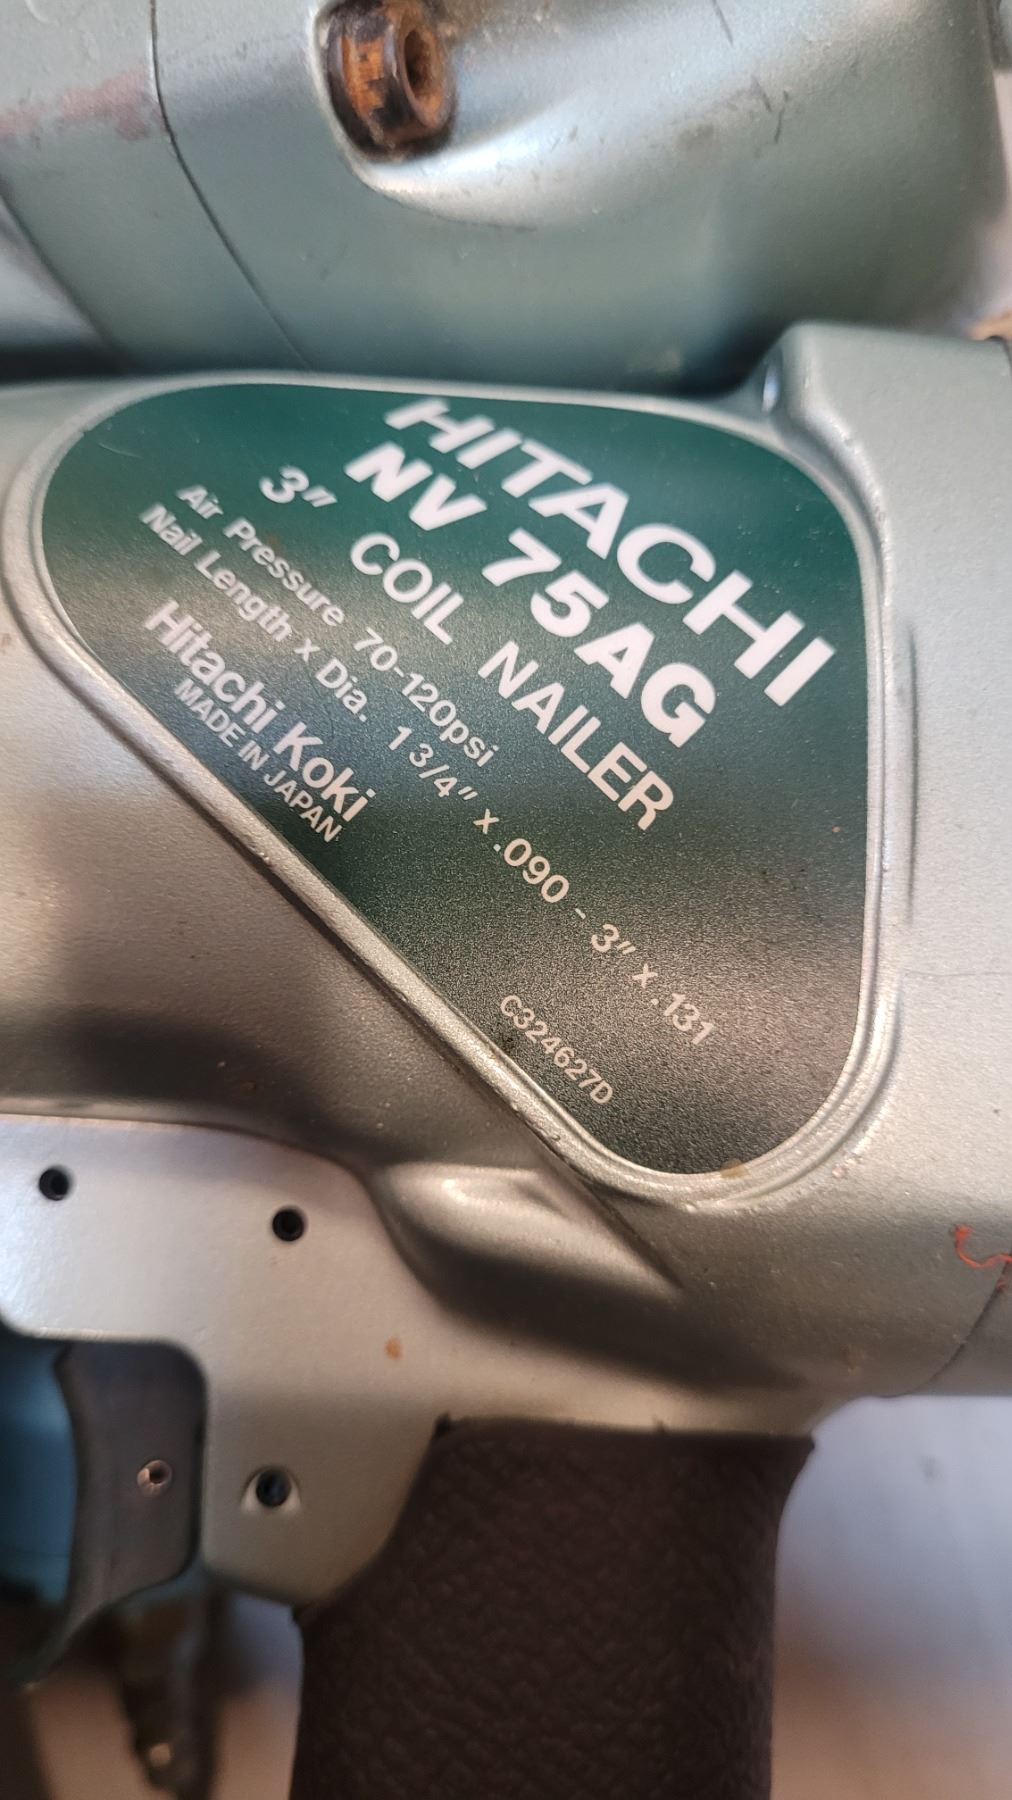 HITACHI
NV 75AG
3" COIL NAILER
Air Pressure 70-120psi
Nail Length x Dia. 1 3/4" x .090 - 3" x .131
Hitachi Koki
MADE IN JAPAN
C324627D